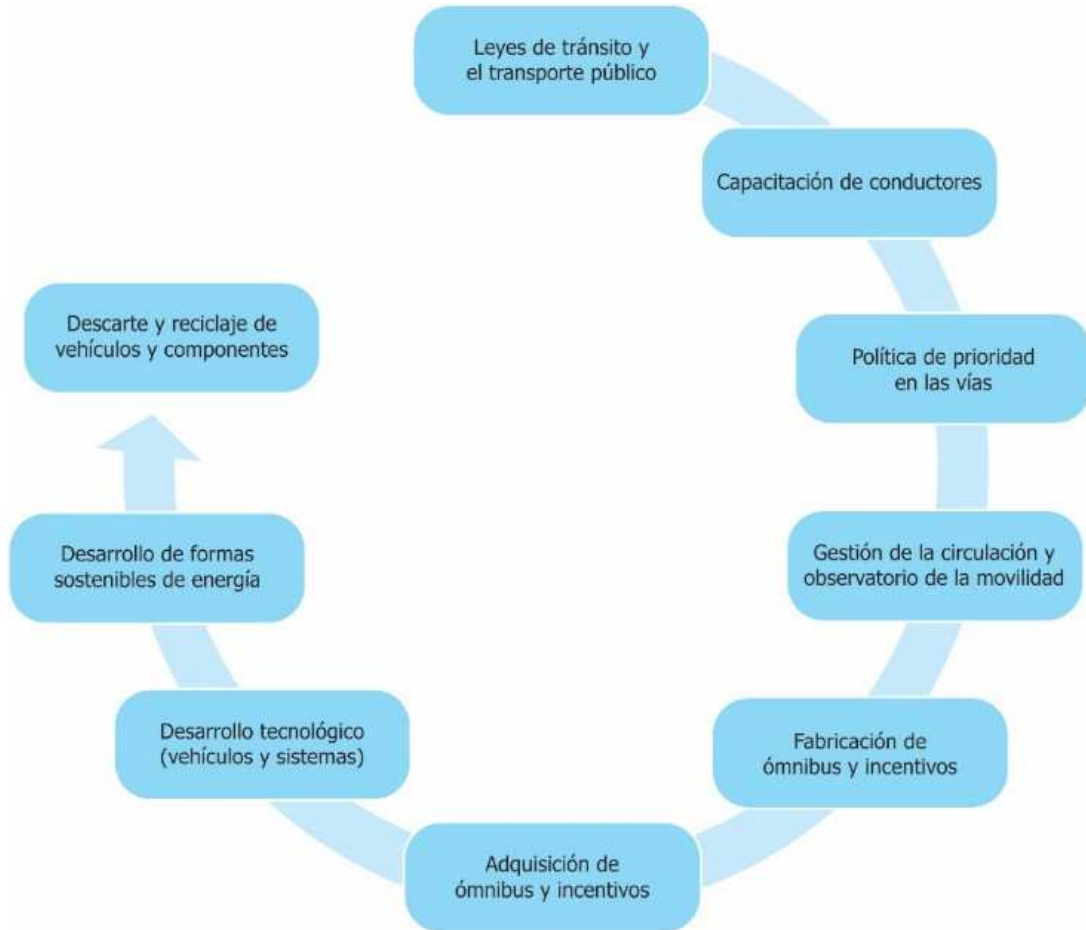 Leyes de tránsito y
el transporte público
Capacitación de conductores
Política de prioridad
en las vías
Gestión de la circulación y
observatorio de la movilidad
Fabricación de
ómnibus y incentivos
Adquisición de
ómnibus y incentivos
Desarrollo tecnológico
(vehículos y sistemas)
Desarrollo de formas
sostenibles de energía
Descarte y reciclaje de
vehículos y componentes